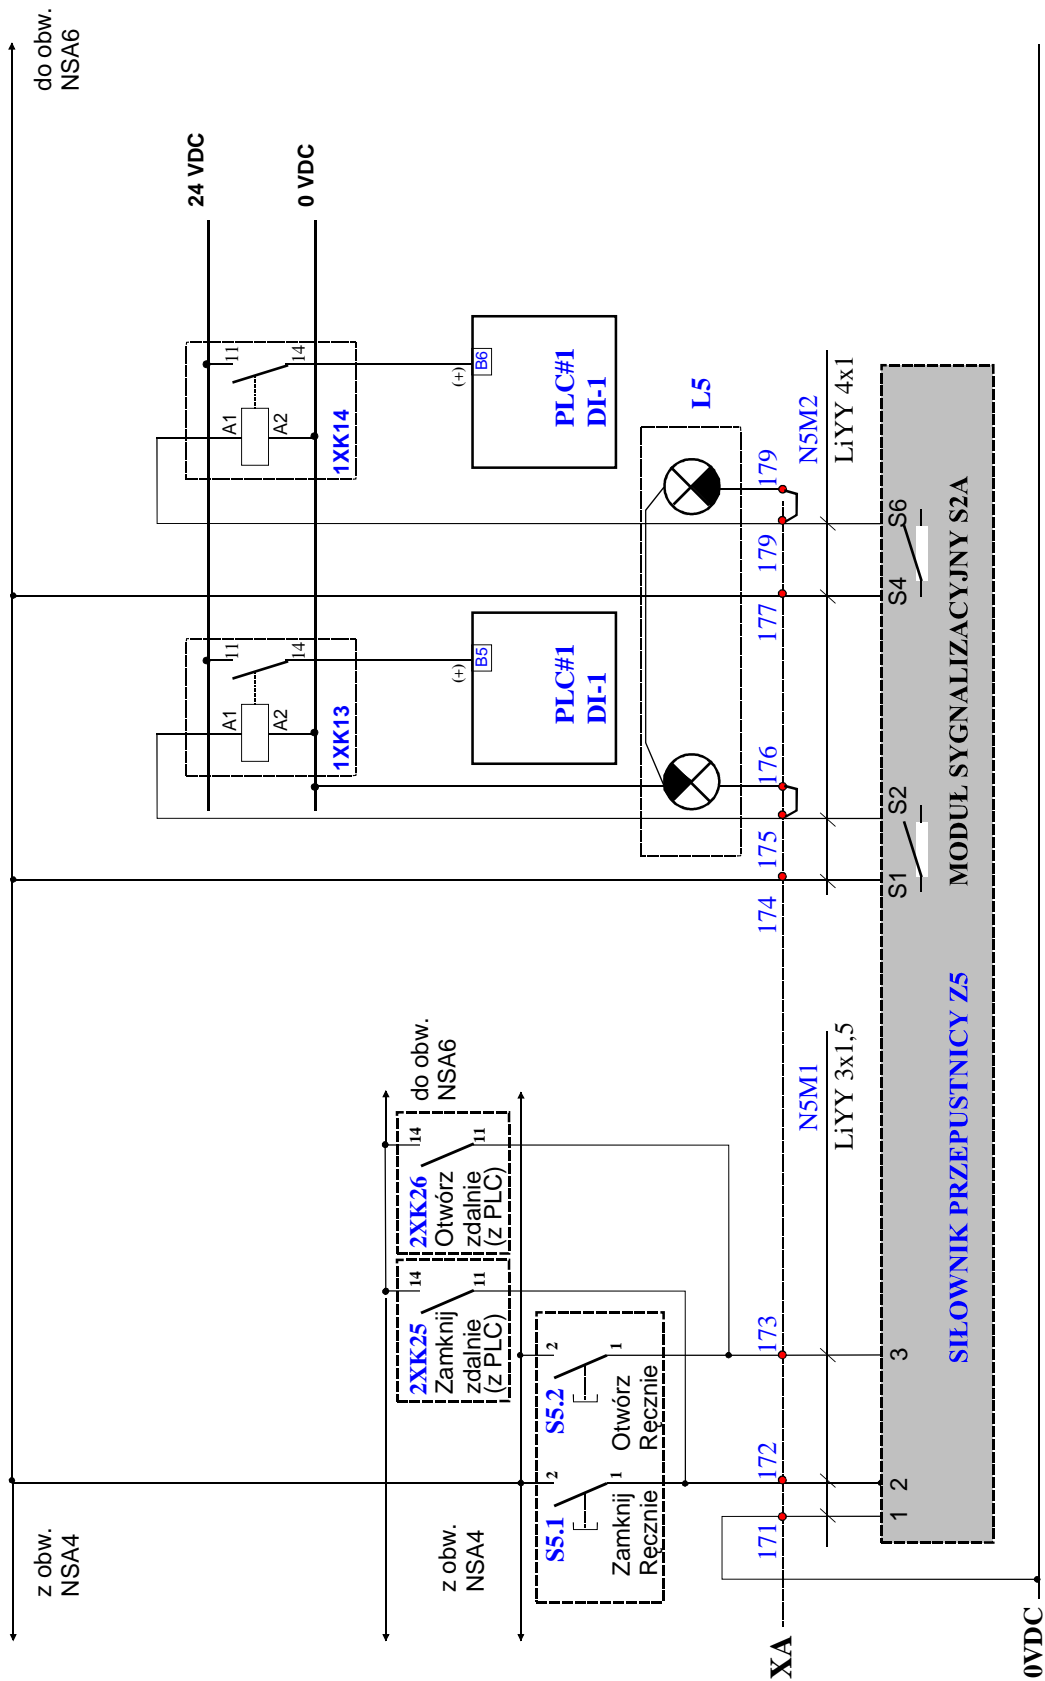 z obw.
NSA4
do obw.
NSA6
24 VDC
0 VDC
A1
A2
11
14
1XK13
A1
A2
11
14
1XK14
z obw.
NSA4
do obw.
NSA6
2XK25
Zamknij
zdalnie
(z PLC)
14
11
2XK26
Otwórz
zdalnie
(z PLC)
14
11
(+)
B5
PLC#1
DI-1
(+)
B6
PLC#1
DI-1
S5.1
2
1
Zamknij
Ręcznie
S5.2
2
1
Otwórz
Ręcznie
L5
XA
171
172
173
174
175
176
177
179
179
N5M1
LiYY 3x1,5
N5M2
LiYY 4x1
1
2
3
S1
S2
S4
S6
SIŁOWNIK PRZEPUSTNICY Z5
MODUŁ SYGNALIZACYJNY S2A
0VDC